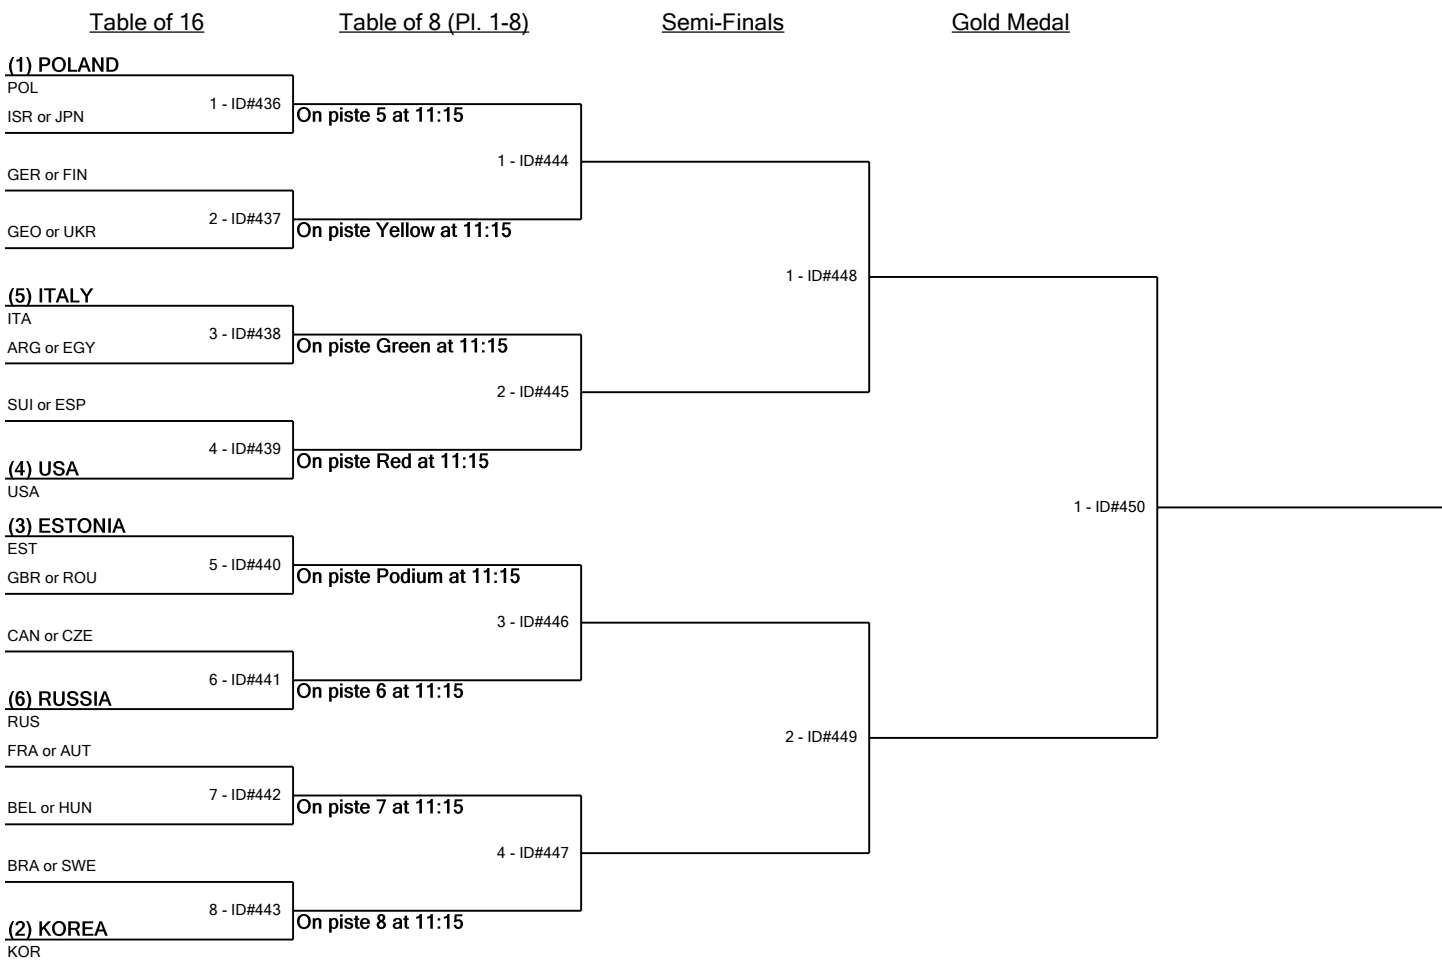 Table of 16
Table of 8 (Pl. 1-8)
Semi-Finals
Gold Medal
(1) POLAND
POL
1 - ID#436
ISR or JPN
On piste 5 at 11:15
1 - ID#444
GER or FIN
2 - ID#437
GEO or UKR
On piste Yellow at 11:15
1 - ID#448
(5) ITALY
ITA
3 - ID#438
ARG or EGY
On piste Green at 11:15
2 - ID#445
SUI or ESP
4 - ID#439
On piste Red at 11:15
(4) USA
USA
1 - ID#450
(3) ESTONIA
EST
5 - ID#440
GBR or ROU
On piste Podium at 11:15
3 - ID#446
CAN or CZE
6 - ID#441
On piste 6 at 11:15
(6) RUSSIA
RUS
2 - ID#449
FRA or AUT
7 - ID#442
BEL or HUN
On piste 7 at 11:15
4 - ID#447
BRA or SWE
8 - ID#443
On piste 8 at 11:15
(2) KOREA
KOR